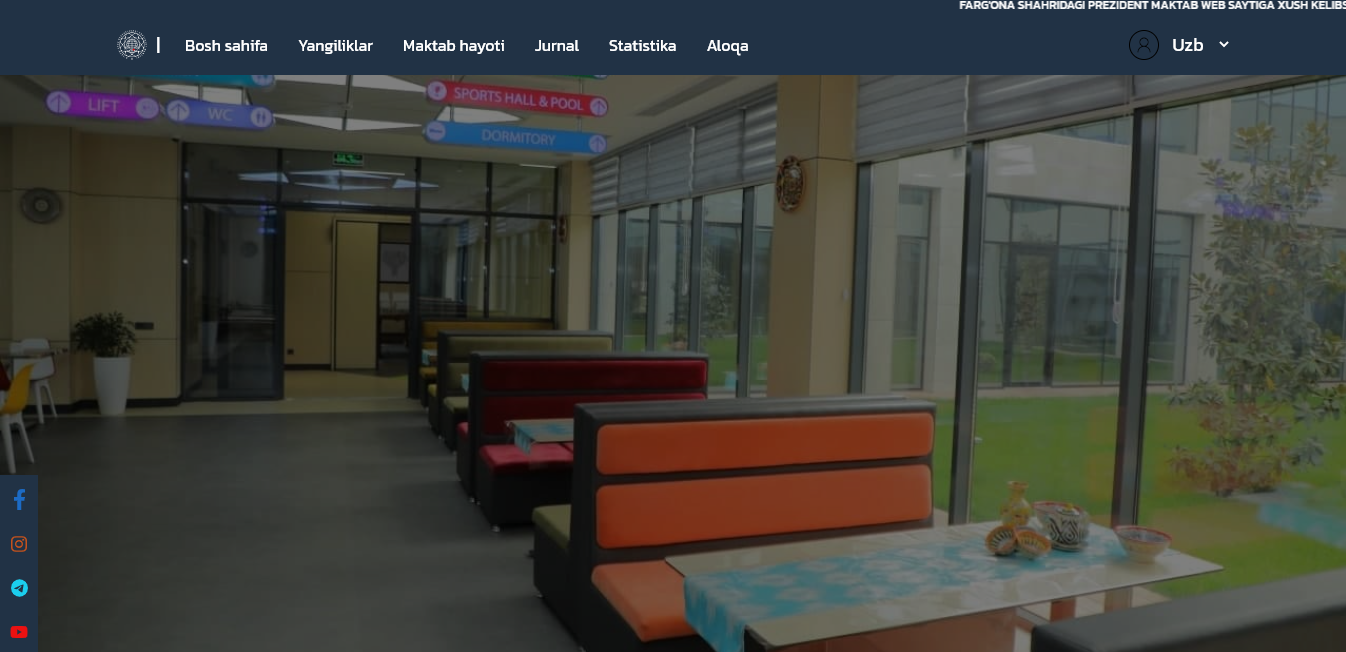 FARG'ONA SHAHRIDAGI PREZIDENT MAKTAB WEB SAYTIGA XUSH KELIBS
Bosh sahifa Yangiliklar Maktab hayoti Jurnal Statistika Aloqa Uzb
SPORTS HALL & POOL
LIFT WC
DORMITORY